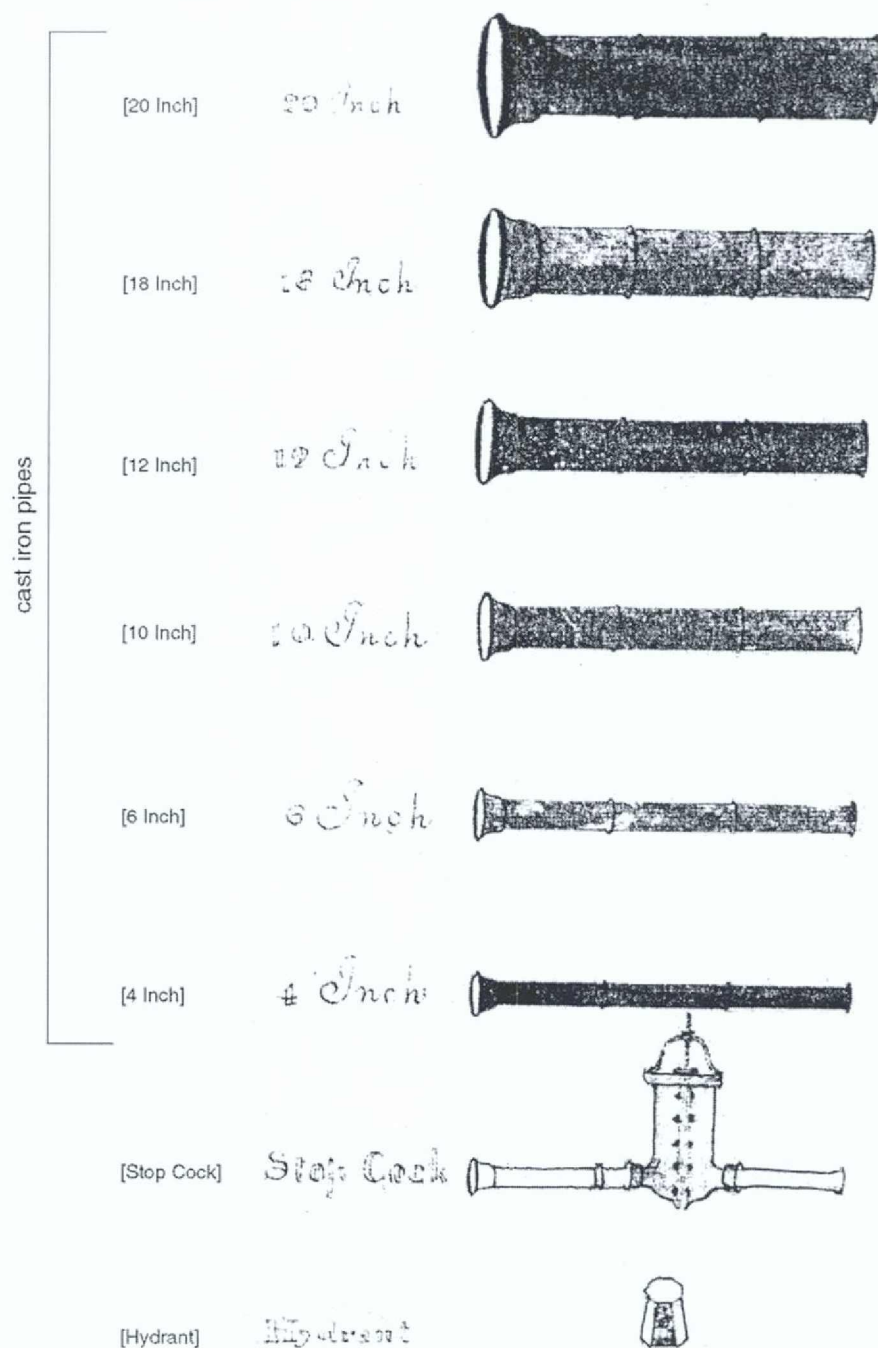 [20 Inch] 20 Inch
[18 Inch] 18 Inch
[12 Inch] 12 Inch
cast iron pipes
[10 Inch] 10 Inch
[6 Inch] 6 Inch
[4 Inch] 4 Inch
[Stop Cock] Stop Cock
[Hydrant] Hydrant